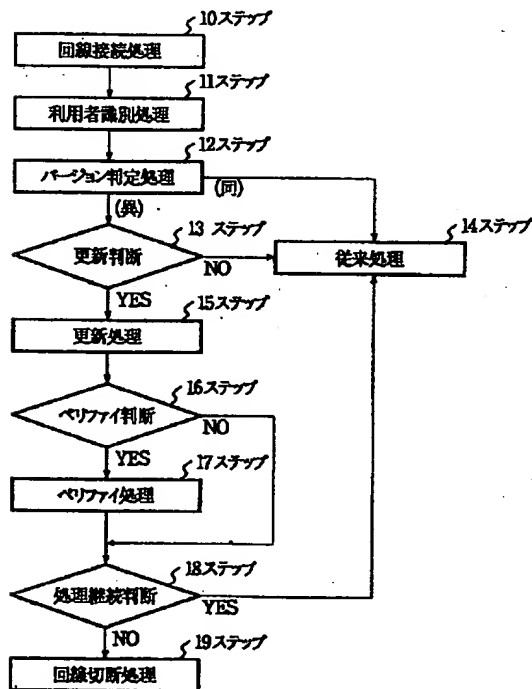 10ステップ
回線接続処理
11ステップ
利用者識別処理
12ステップ
バージョン判定処理
(同)
(異)
13 ステップ
更新判断
NO
14ステップ
従来処理
YES
15ステップ
更新処理
16ステップ
ベリファイ判断
NO
YES
17ステップ
ベリファイ処理
18ステップ
処理継続判断
YES
NO
19ステップ
回線切断処理